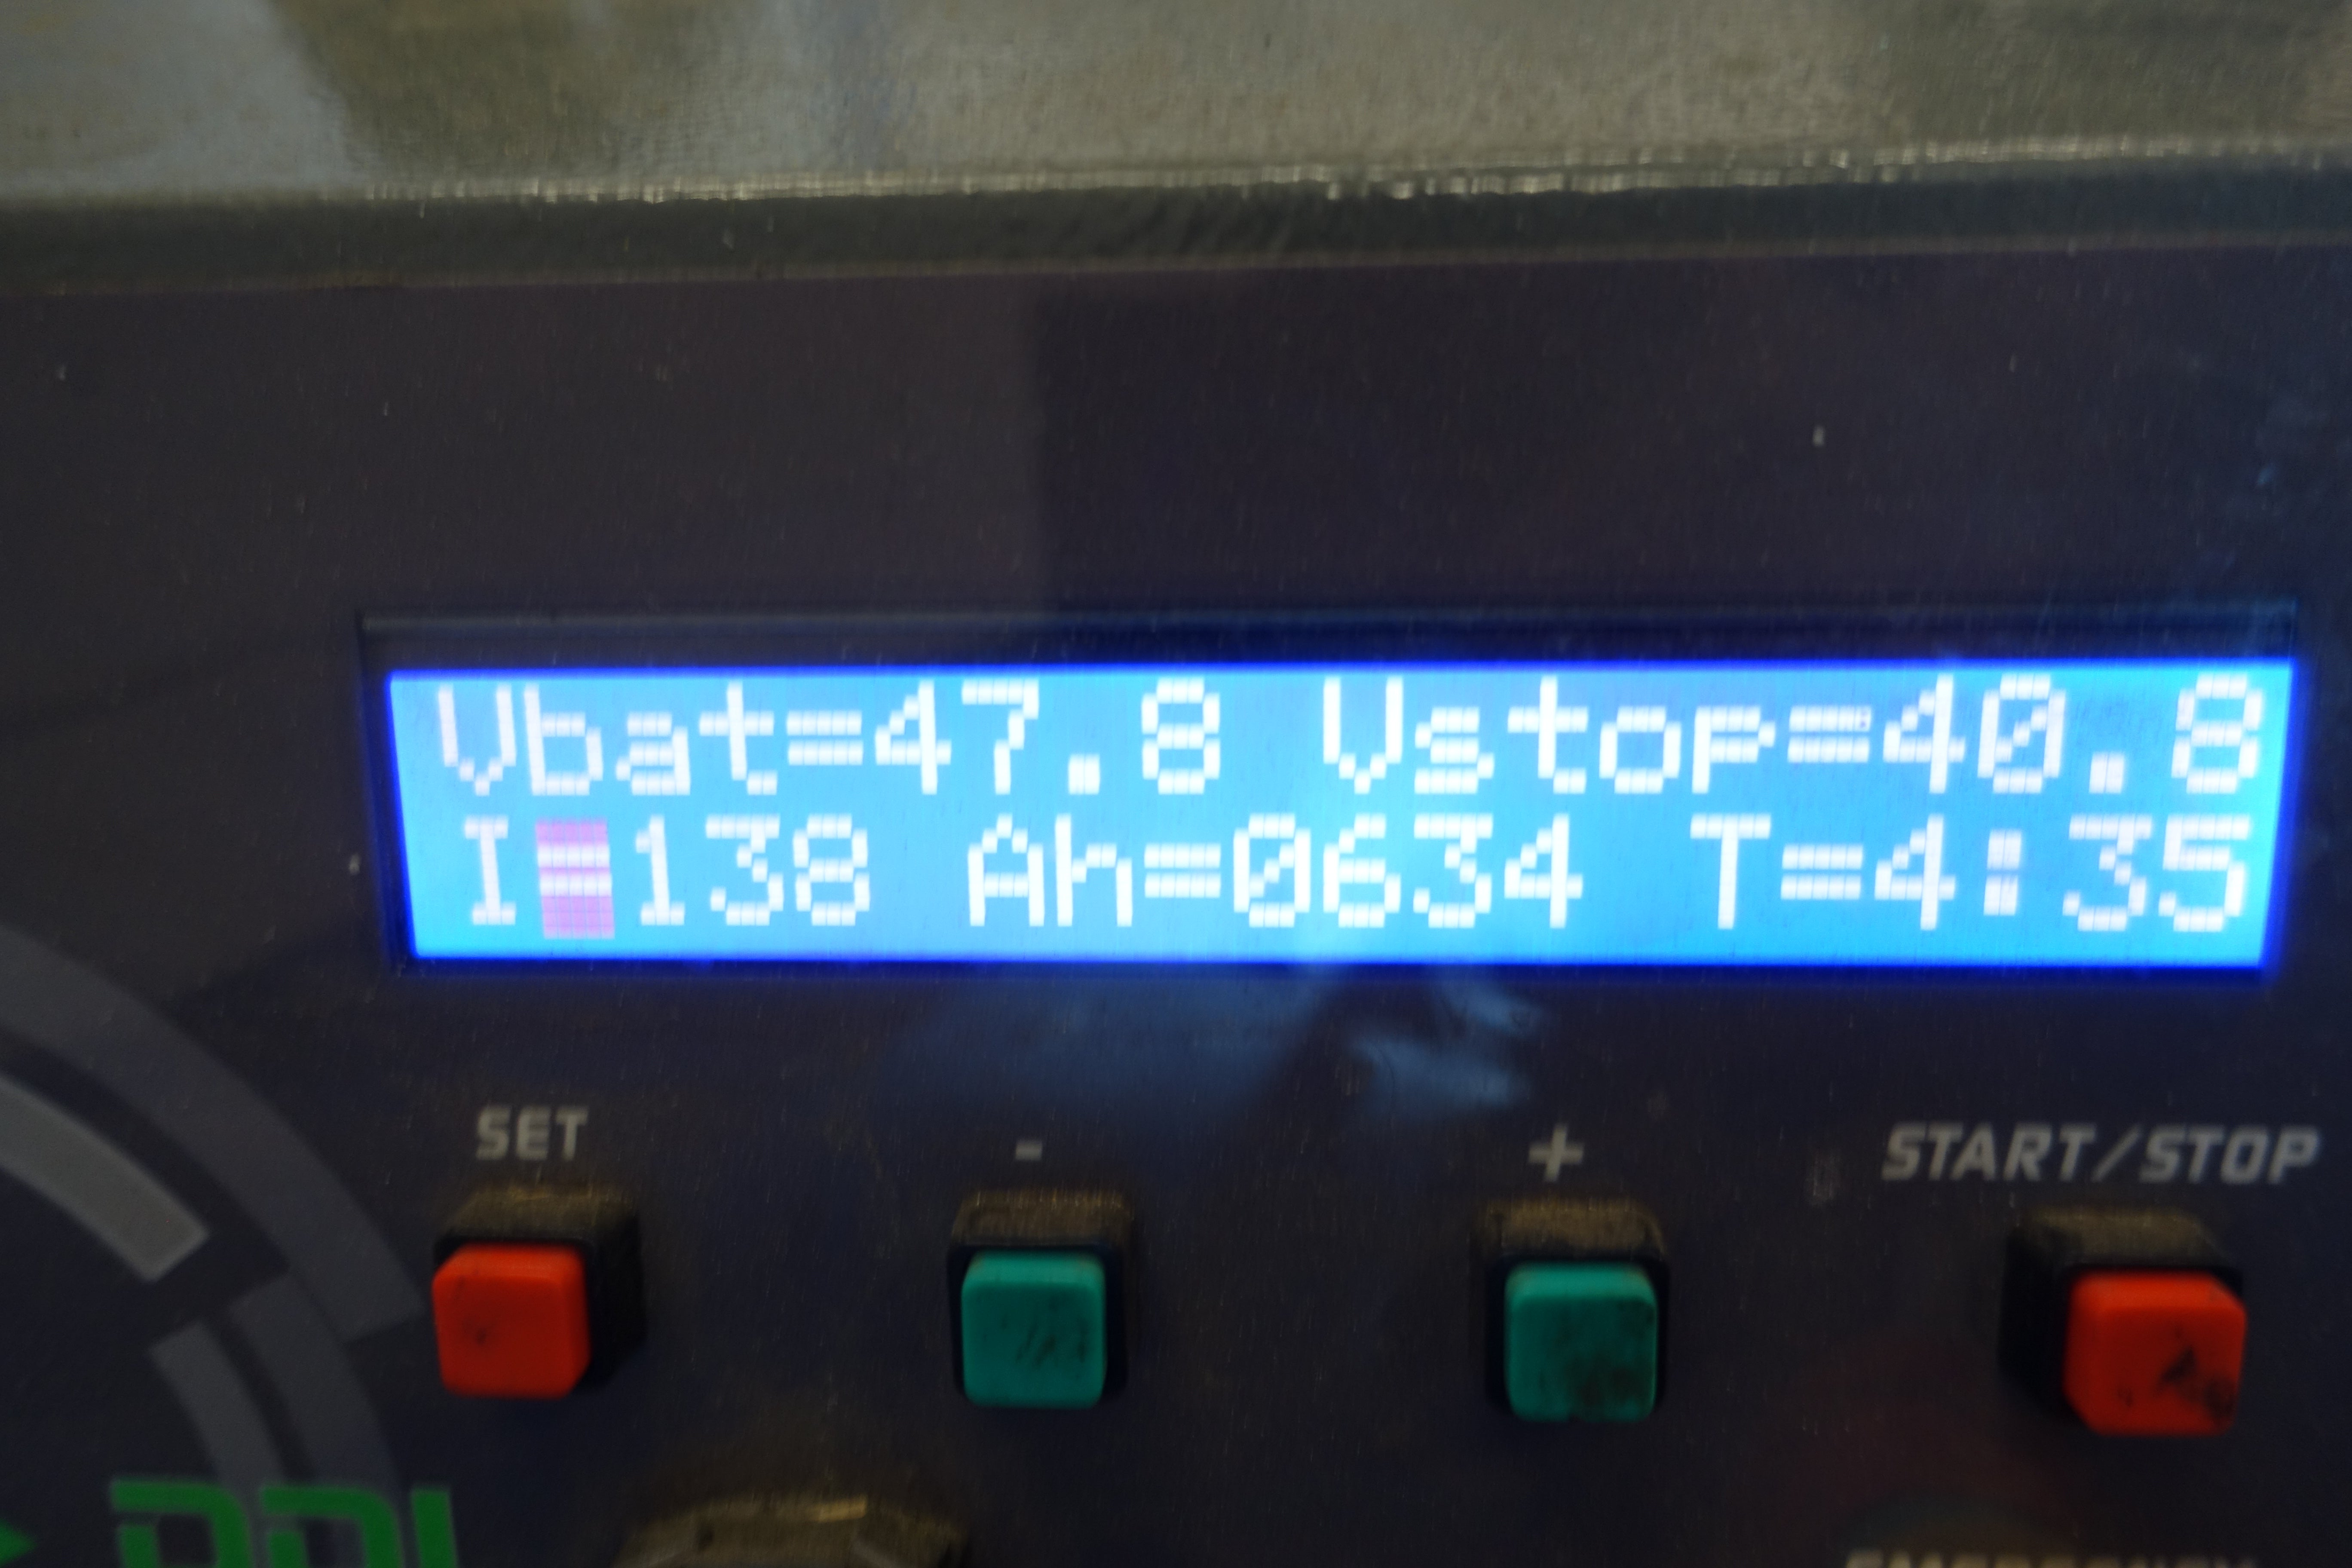 Vbat=47.8 Vstop=40.8
I=138 Ah=0634 T=4:35
SET - + START/STOP